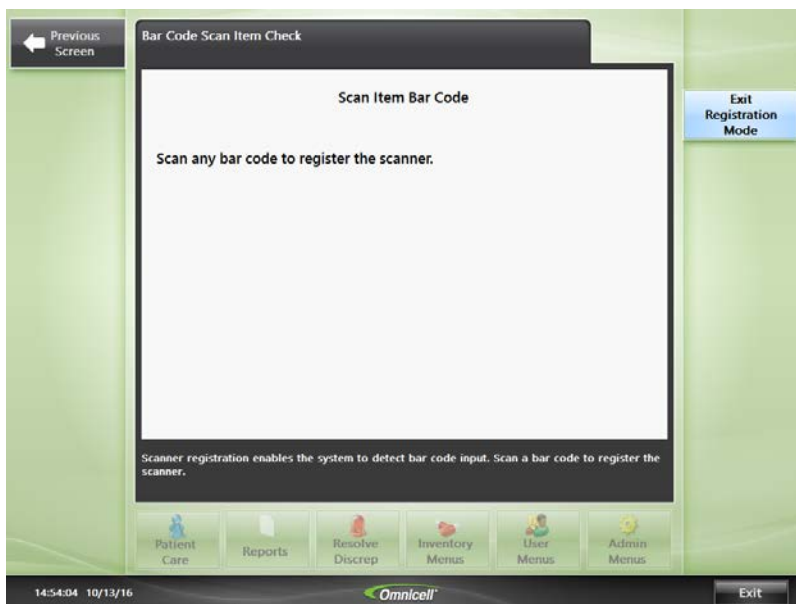 Previous
Screen
Bar Code Scan Item Check
Scan Item Bar Code
Exit
Registration
Mode
Scan any bar code to register the scanner.
Scanner registration enables the system to detect bar code input. Scan a bar code to register the
scanner.
Patient
Care
Reports
Resolve
Discrep
Inventory
Menus
User
Menus
Admin
Menus
14:54:04 10/13/16
Omnicell
Exit